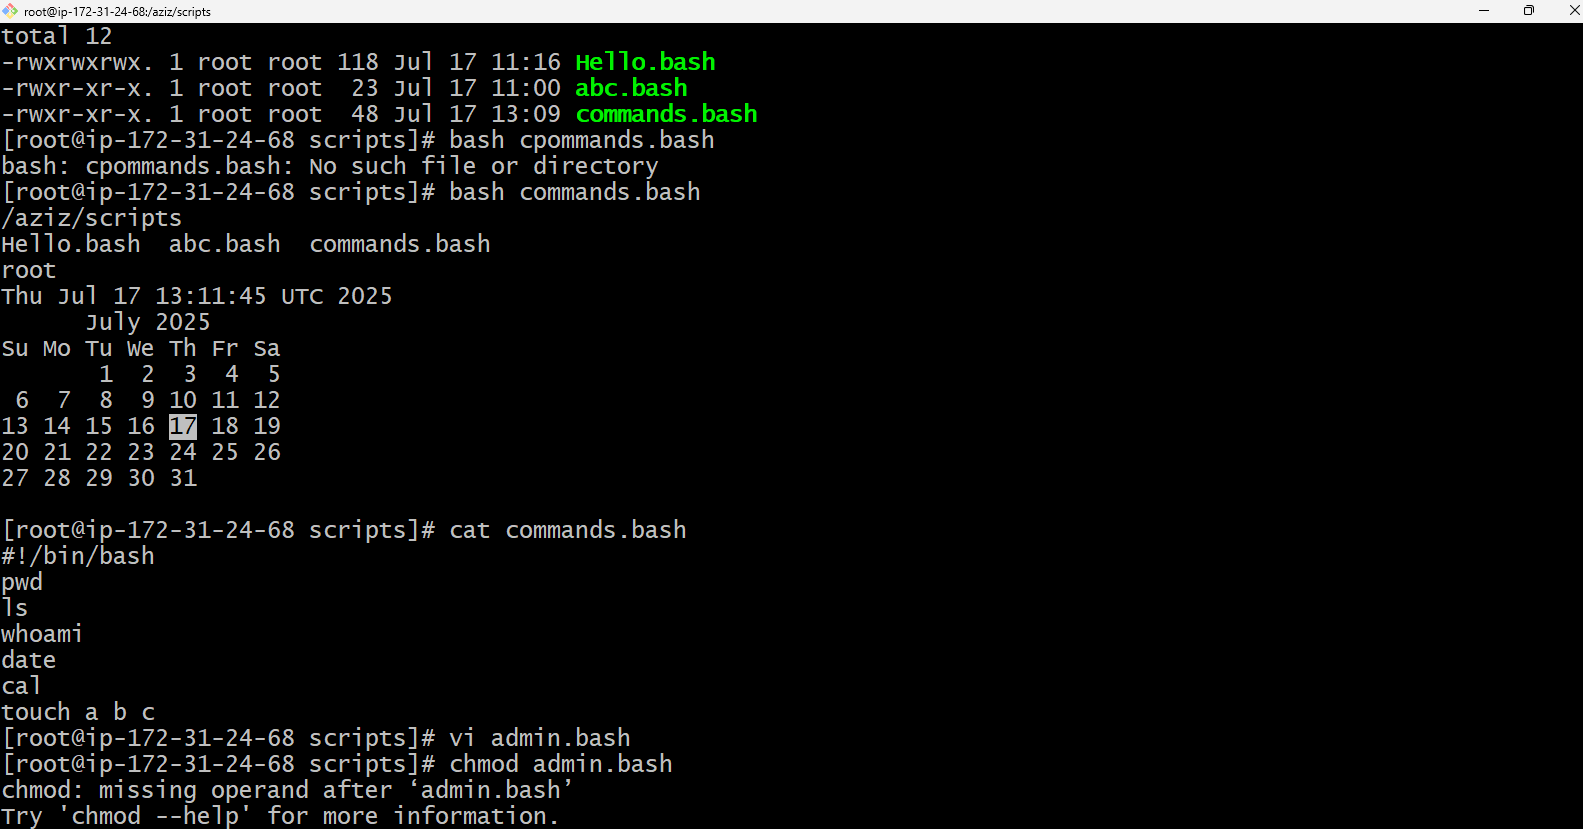 root@ip-172-31-24-68:/aziz/scripts
total 12
-rwxrwxrwx. 1 root root 118 Jul 17 11:16 Hello.bash
-rwxr-xr-x. 1 root root  23 Jul 17 11:00 abc.bash
-rwxr-xr-x. 1 root root  48 Jul 17 13:09 commands.bash
[root@ip-172-31-24-68 scripts]# bash cpommands.bash
bash: cpommands.bash: No such file or directory
[root@ip-172-31-24-68 scripts]# bash commands.bash
/aziz/scripts
Hello.bash  abc.bash  commands.bash
root
Thu Jul 17 13:11:45 UTC 2025
      July 2025
Su Mo Tu We Th Fr Sa
       1  2  3  4  5
 6  7  8  9 10 11 12
13 14 15 16 17 18 19
20 21 22 23 24 25 26
27 28 29 30 31
[root@ip-172-31-24-68 scripts]# cat commands.bash
#!/bin/bash
pwd
ls
whoami
date
cal
touch a b c
[root@ip-172-31-24-68 scripts]# vi admin.bash
[root@ip-172-31-24-68 scripts]# chmod admin.bash
chmod: missing operand after ‘admin.bash’
Try 'chmod --help' for more information.